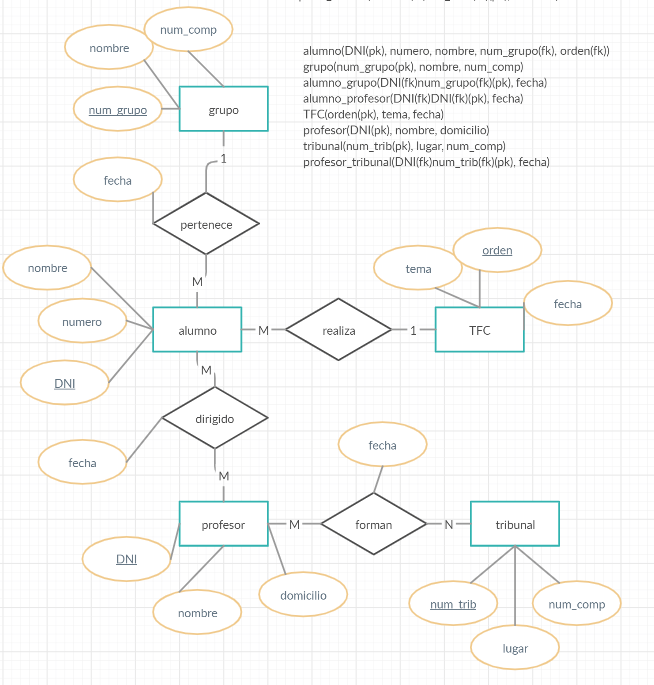 num_comp
nombre
alumno(DNI(pk), numero, nombre, num_grupo(fk), orden(fk))
grupo(num_grupo(pk), nombre, num_comp)
alumno_grupo(DNI(fk)num_grupo(fk)(pk), fecha)
alumno_profesor(DNI(fk)DNI(fk)(pk), fecha)
TFC(orden(pk), tema, fecha)
profesor(DNI(pk), nombre, domicilio)
tribunal(num_trib(pk), lugar, num_comp)
profesor_tribunal(DNI(fk)num_trib(fk)(pk), fecha)
num_grupo
grupo
1
fecha
pertenece
M
nombre
numero
DNI
alumno
M
realiza
1
TFC
tema
orden
fecha
M
dirigido
fecha
M
profesor
M
forman
fecha
N
tribunal
DNI
nombre
domicilio
num_trib
num_comp
lugar